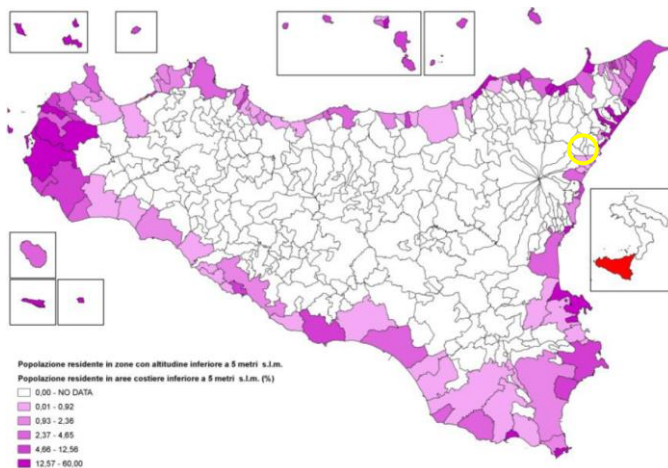 Popolazione residente in zone con altitudine inferiore a 5 metri s.l.m.
Popolazione residente in aree costiere inferiore a 5 metri s.l.m. (%)
0,00 - NO DATA
0,01 - 0,92
0,93 - 2,36
2,37 - 4,65
4,66 - 12,56
12,57 - 60,00